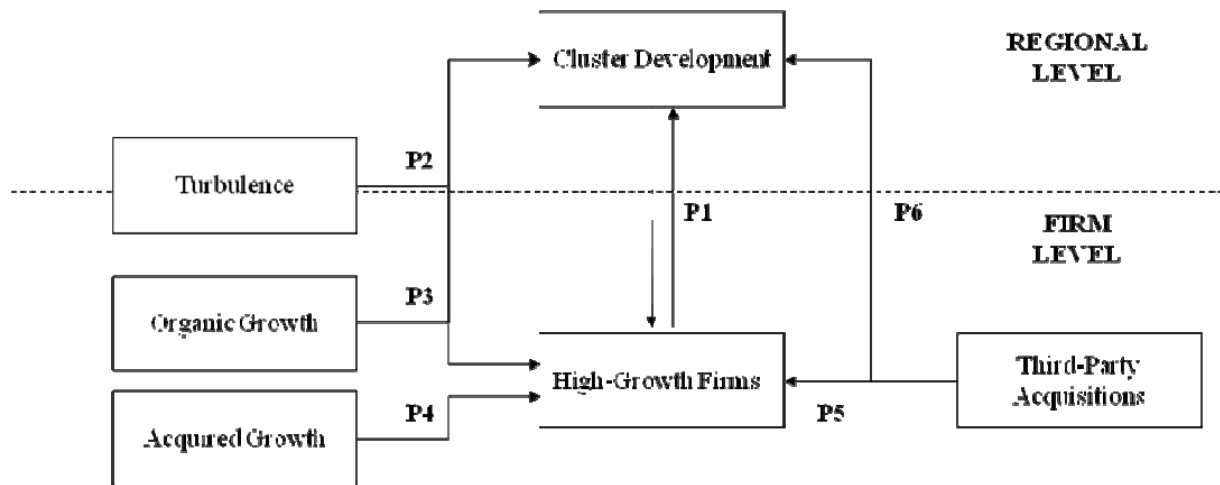 Cluster Development
REGIONAL
LEVEL
P2
Turbulence
P1
P6
FIRM
LEVEL
P3
Organic Growth
High-Growth Firms
Third-Party
Acquisitions
P4
P5
Acquired Growth